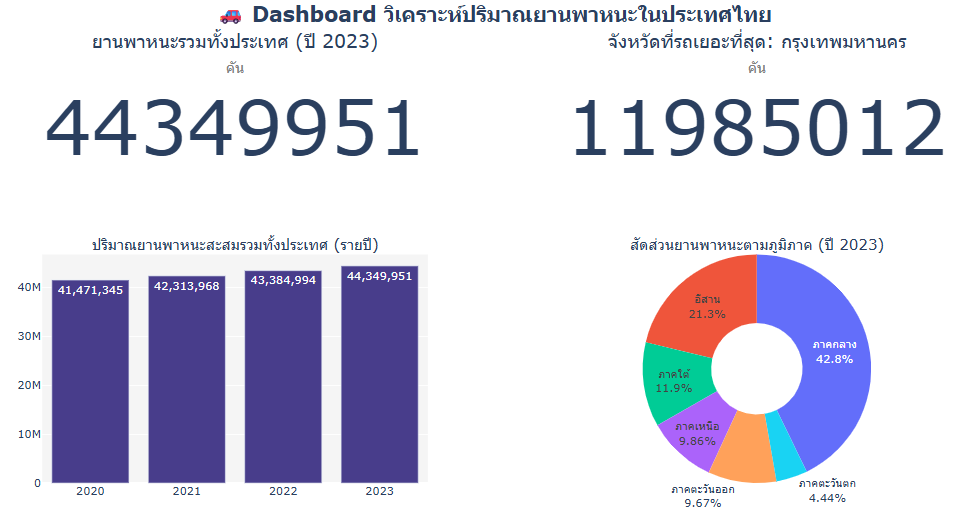 🚗 Dashboard วิเคราะห์ปริมาณยานพาหนะในประเทศไทย
ยานพาหนะรวมทั้งประเทศ (ปี 2023)
คัน
44349951
จังหวัดที่รถเยอะที่สุด: กรุงเทพมหานคร
คัน
11985012
ปริมาณยานพาหนะสะสมรวมทั้งประเทศ (รายปี)
40M
30M
20M
10M
0
41,471,345
42,313,968
43,384,994
44,349,951
2020
2021
2022
2023
สัดส่วนยานพาหนะตามภูมิภาค (ปี 2023)
อีสาน
21.3%
ภาคกลาง
42.8%
ภาคใต้
11.9%
ภาคเหนือ
9.86%
ภาคตะวันออก
9.67%
ภาคตะวันตก
4.44%